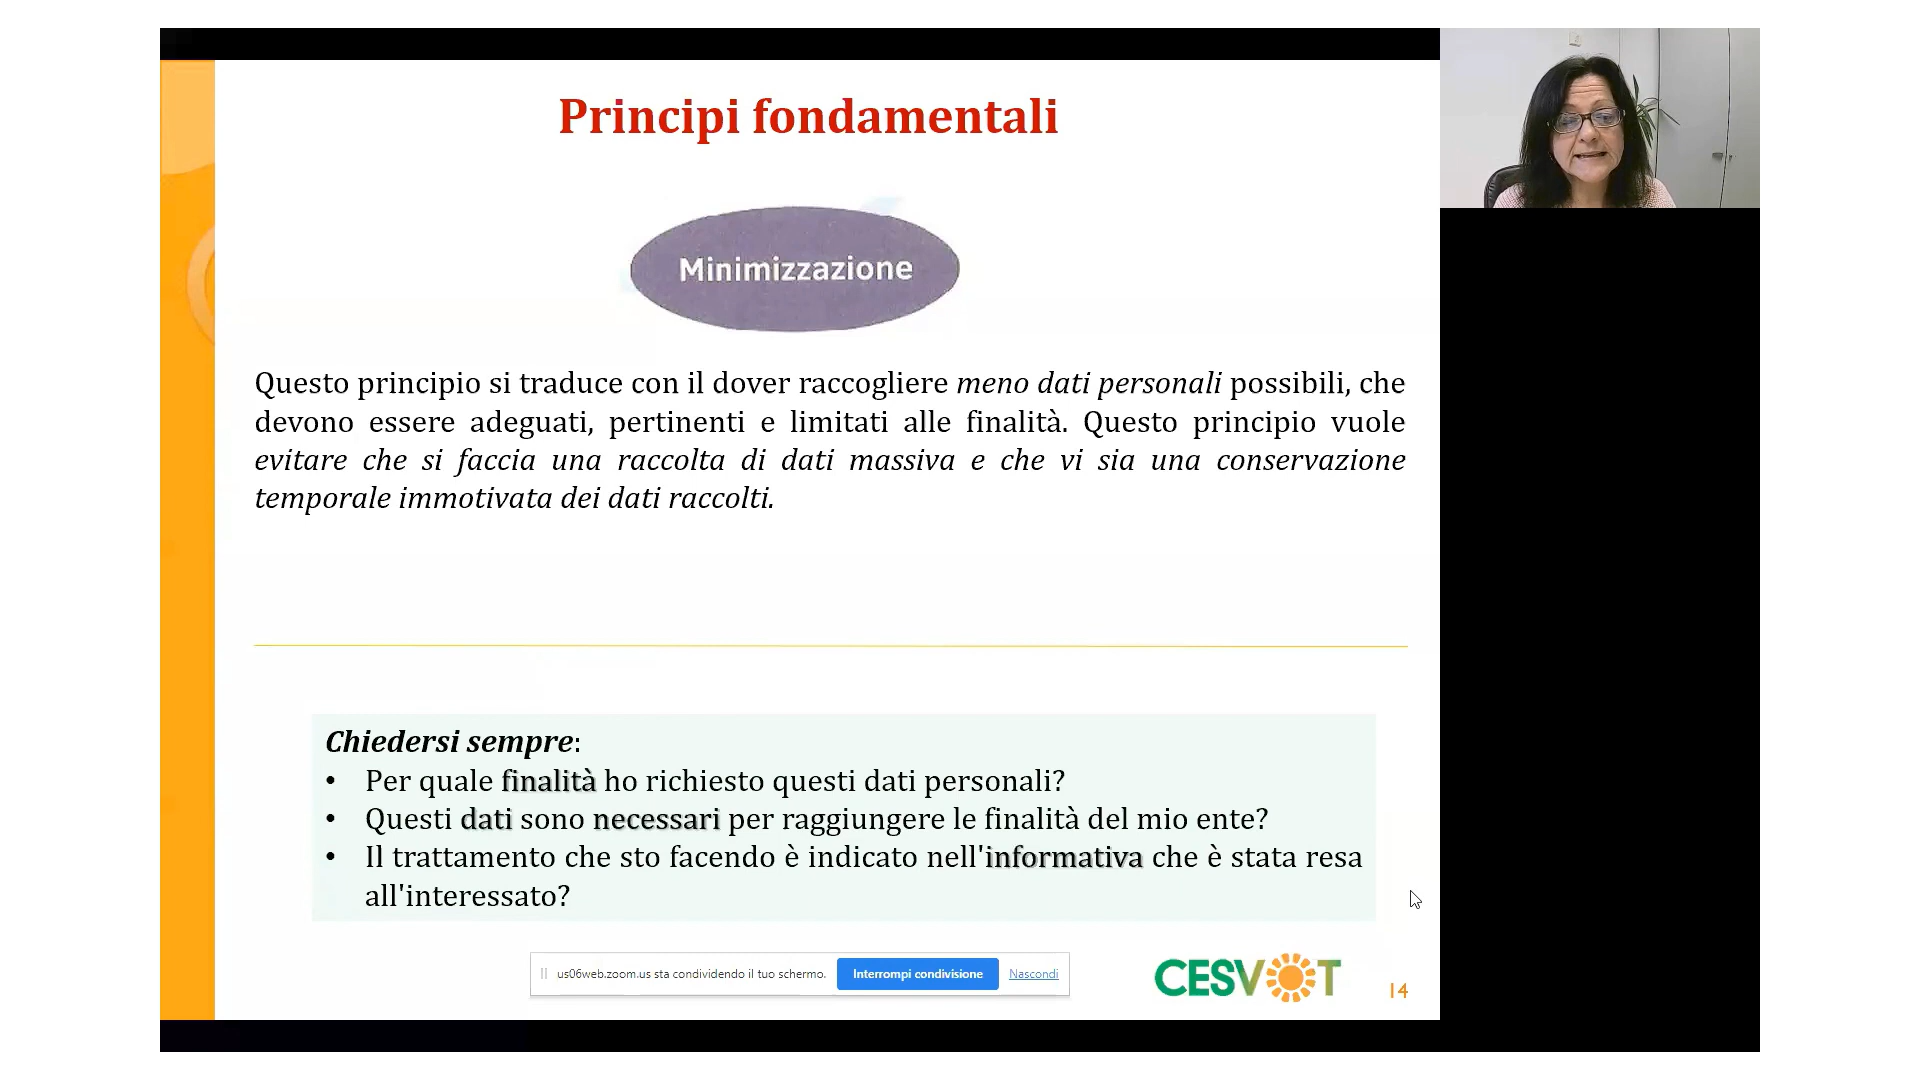 Principi fondamentali
Minimizzazione
Questo principio si traduce con il dover raccogliere meno dati personali possibili, che
devono essere adeguati, pertinenti e limitati alle finalità. Questo principio vuole
evitare che si faccia una raccolta di dati massiva e che vi sia una conservazione
temporale immotivata dei dati raccolti.
Chiedersi sempre:
• Per quale finalità ho richiesto questi dati personali?
• Questi dati sono necessari per raggiungere le finalità del mio ente?
• Il trattamento che sto facendo è indicato nell'informativa che è stata resa
all'interessato?
us06web.zoom.us sta condividendo il tuo schermo. Interrompi condivisione Nascondi
CESVOT
14